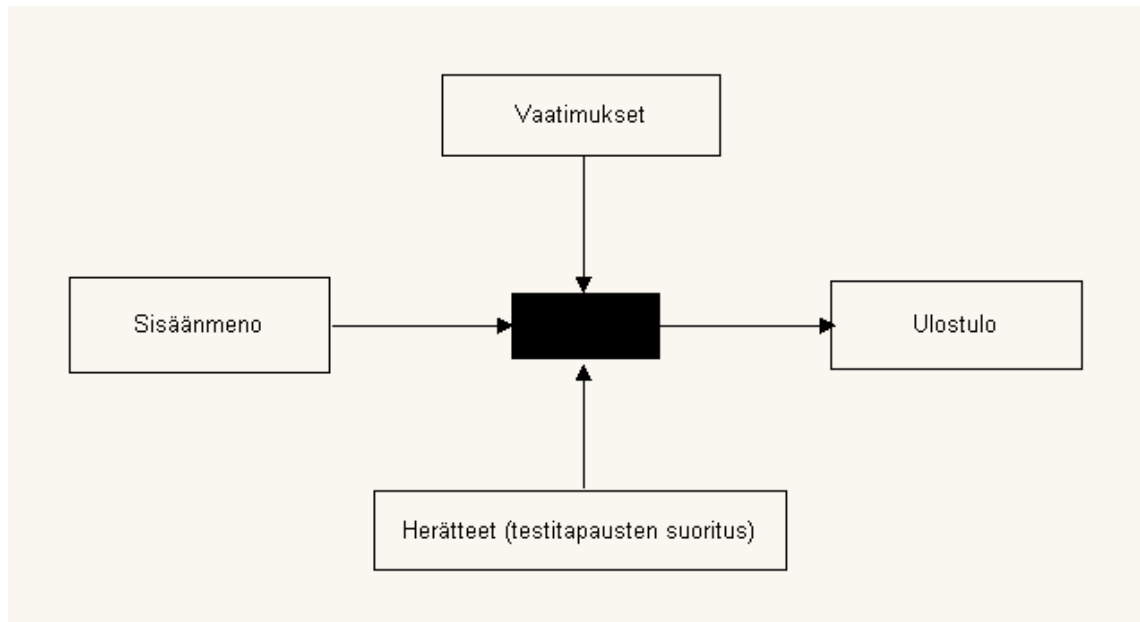 Vaatimukset
Sisäänmeno
Ulostulo
Herätteet (testitapausten suoritus)